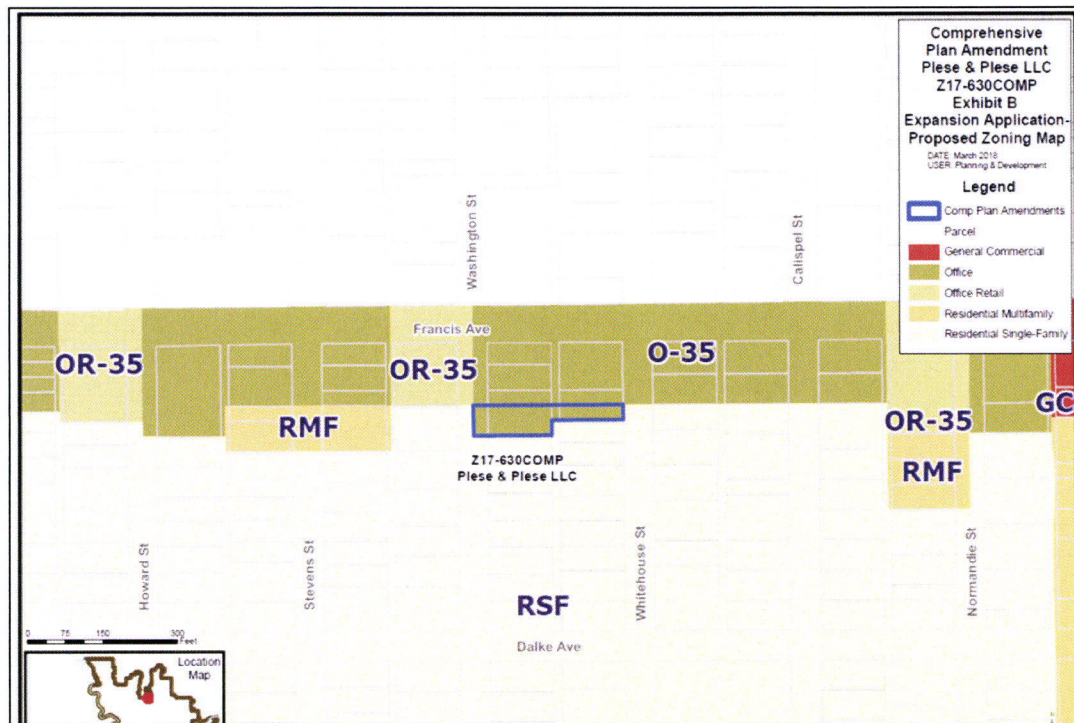 Comprehensive
Plan Amendment
Plese & Plese LLC
Z17-630COMP
Exhibit B
Expansion Application-
Proposed Zoning Map
DATE: March 2018
USER: Planning & Development
Legend
Comp Plan Amendments
Parcel
General Commercial
Office
Office Retail
Residential Multifamily
Residential Single-Family
Washington St
Calispel St
Francis Ave
OR-35
OR-35
O-35
GC
OR-35
RMF
RMF
Z17-630COMP
Plese & Plese LLC
Howard St
Stevens St
Whitehouse St
Normandie St
RSF
Dalke Ave
0 75 150 300
Feet
Location
Map